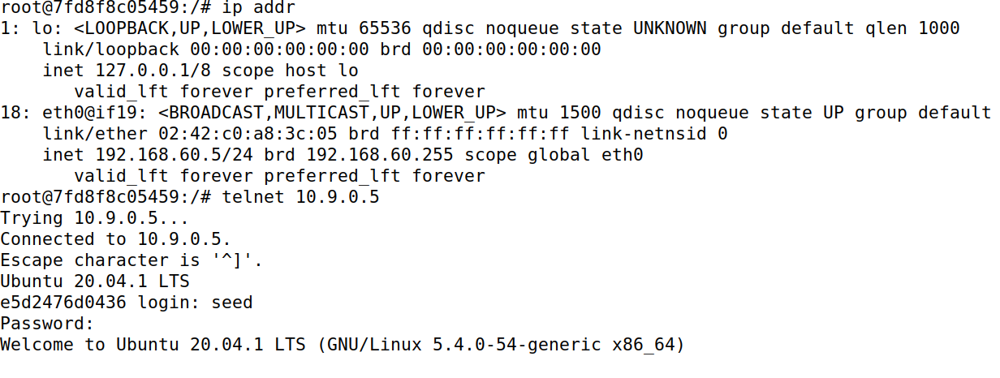 root@7fd8f8c05459:/# ip addr
1: lo: <LOOPBACK,UP,LOWER_UP> mtu 65536 qdisc noqueue state UNKNOWN group default qlen 1000
    link/loopback 00:00:00:00:00:00 brd 00:00:00:00:00:00
    inet 127.0.0.1/8 scope host lo
       valid_lft forever preferred_lft forever
18: eth0@if19: <BROADCAST,MULTICAST,UP,LOWER_UP> mtu 1500 qdisc noqueue state UP group default
    link/ether 02:42:c0:a8:3c:05 brd ff:ff:ff:ff:ff:ff link-netnsid 0
    inet 192.168.60.5/24 brd 192.168.60.255 scope global eth0
       valid_lft forever preferred_lft forever
root@7fd8f8c05459:/# telnet 10.9.0.5
Trying 10.9.0.5...
Connected to 10.9.0.5.
Escape character is '^]'.
Ubuntu 20.04.1 LTS
e5d2476d0436 login: seed
Password:
Welcome to Ubuntu 20.04.1 LTS (GNU/Linux 5.4.0-54-generic x86_64)